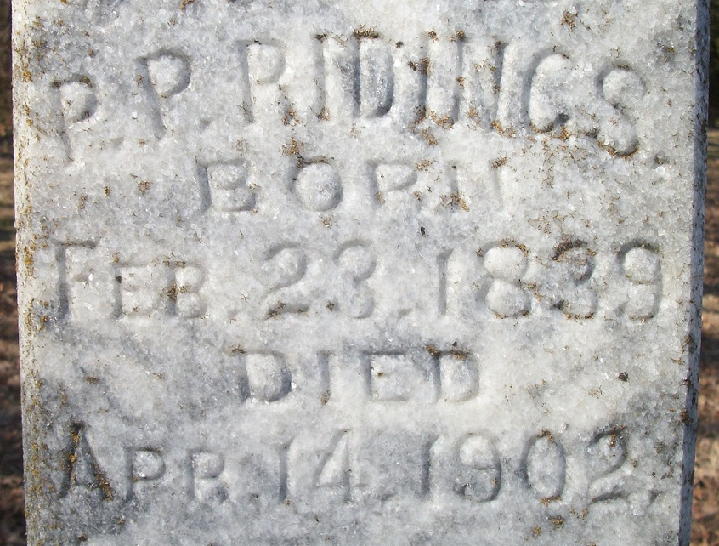 P. P. RIDINGS.
BORN
FEB. 23. 1839
DIED
APR. 14. 1902.